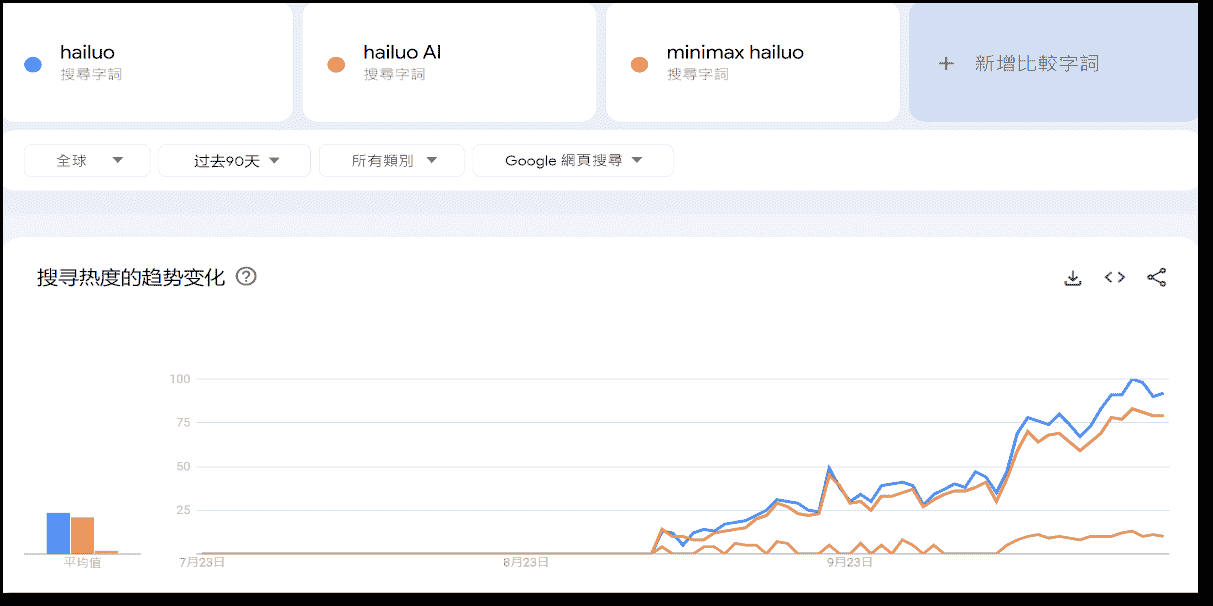 hailuo
搜尋字詞
hailuo AI
搜尋字詞
minimax hailuo
搜尋字詞
+ 新增比較字詞
全球
过去90天
所有類別
Google 網頁搜尋
搜寻热度的趋势变化
100
75
50
25
平均值
7月23日
8月23日
9月23日